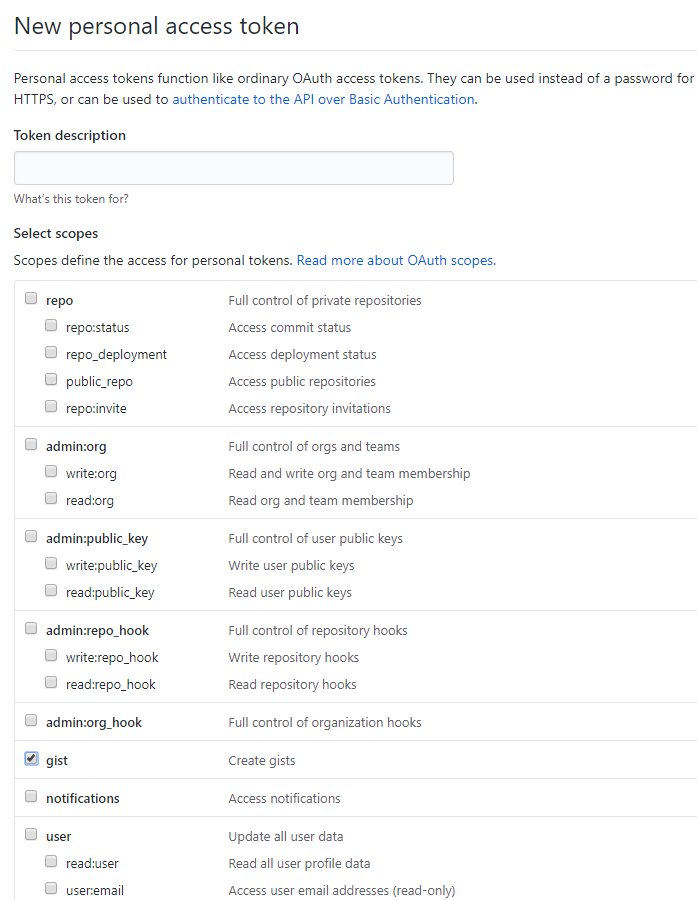 New personal access token
Personal access tokens function like ordinary OAuth access tokens. They can be used instead of a password for
HTTPS, or can be used to authenticate to the API over Basic Authentication.
Token description
What's this token for?
Select scopes
Scopes define the access for personal tokens. Read more about OAuth scopes.
repo Full control of private repositories
repo:status Access commit status
repo_deployment Access deployment status
public_repo Access public repositories
repo:invite Access repository invitations
admin:org Full control of orgs and teams
write:org Read and write org and team membership
read:org Read org and team membership
admin:public_key Full control of user public keys
write:public_key Write user public keys
read:public_key Read user public keys
admin:repo_hook Full control of repository hooks
write:repo_hook Write repository hooks
read:repo_hook Read repository hooks
admin:org_hook Full control of organization hooks
gist Create gists
notifications Access notifications
user Update all user data
read:user Read all user profile data
user:email Access user email addresses (read-only)